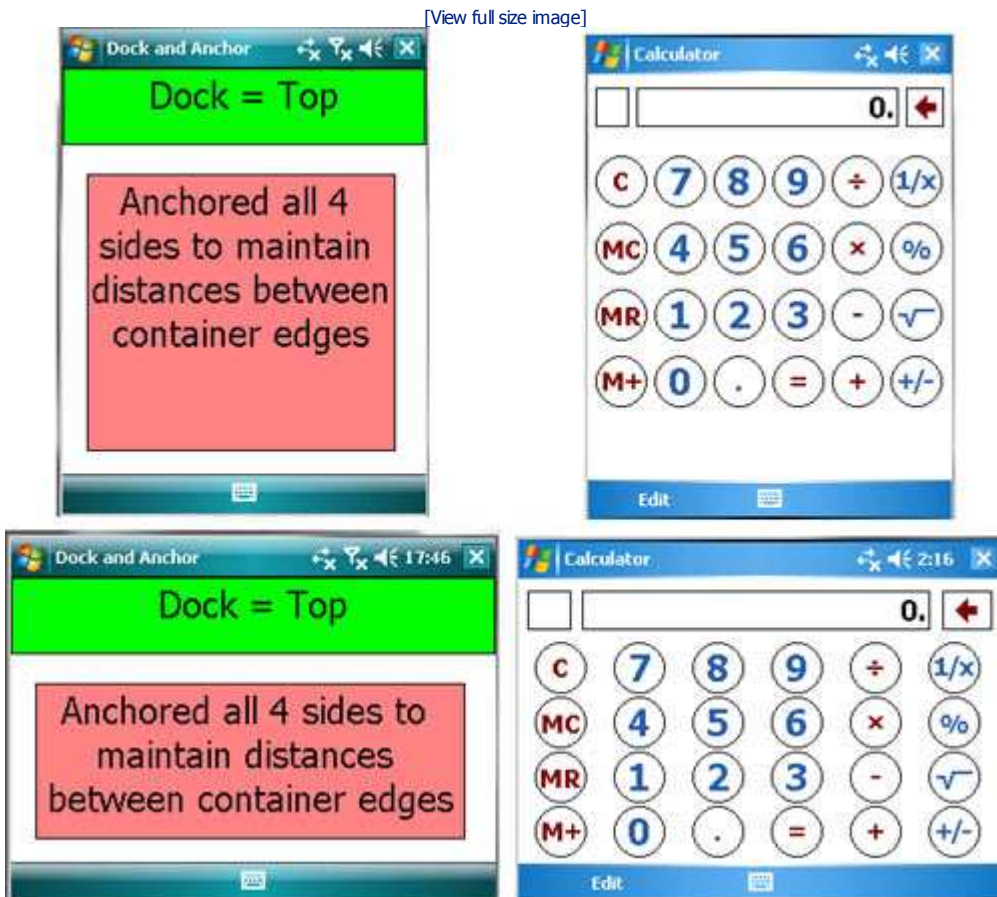 [View full size image]
Dock and Anchor
Dock = Top
Anchored all 4
sides to maintain
distances between
container edges
Calculator
0.
C 7 8 9 ÷ 1/x
MC 4 5 6 × %
MR 1 2 3 - √
M+ 0 . = + +/-
Edit
Dock and Anchor 17:46
Dock = Top
Anchored all 4 sides to
maintain distances
between container edges
Calculator 2:16
0.
C 7 8 9 ÷ 1/x
MC 4 5 6 × %
MR 1 2 3 - √
M+ 0 . = + +/-
Edit